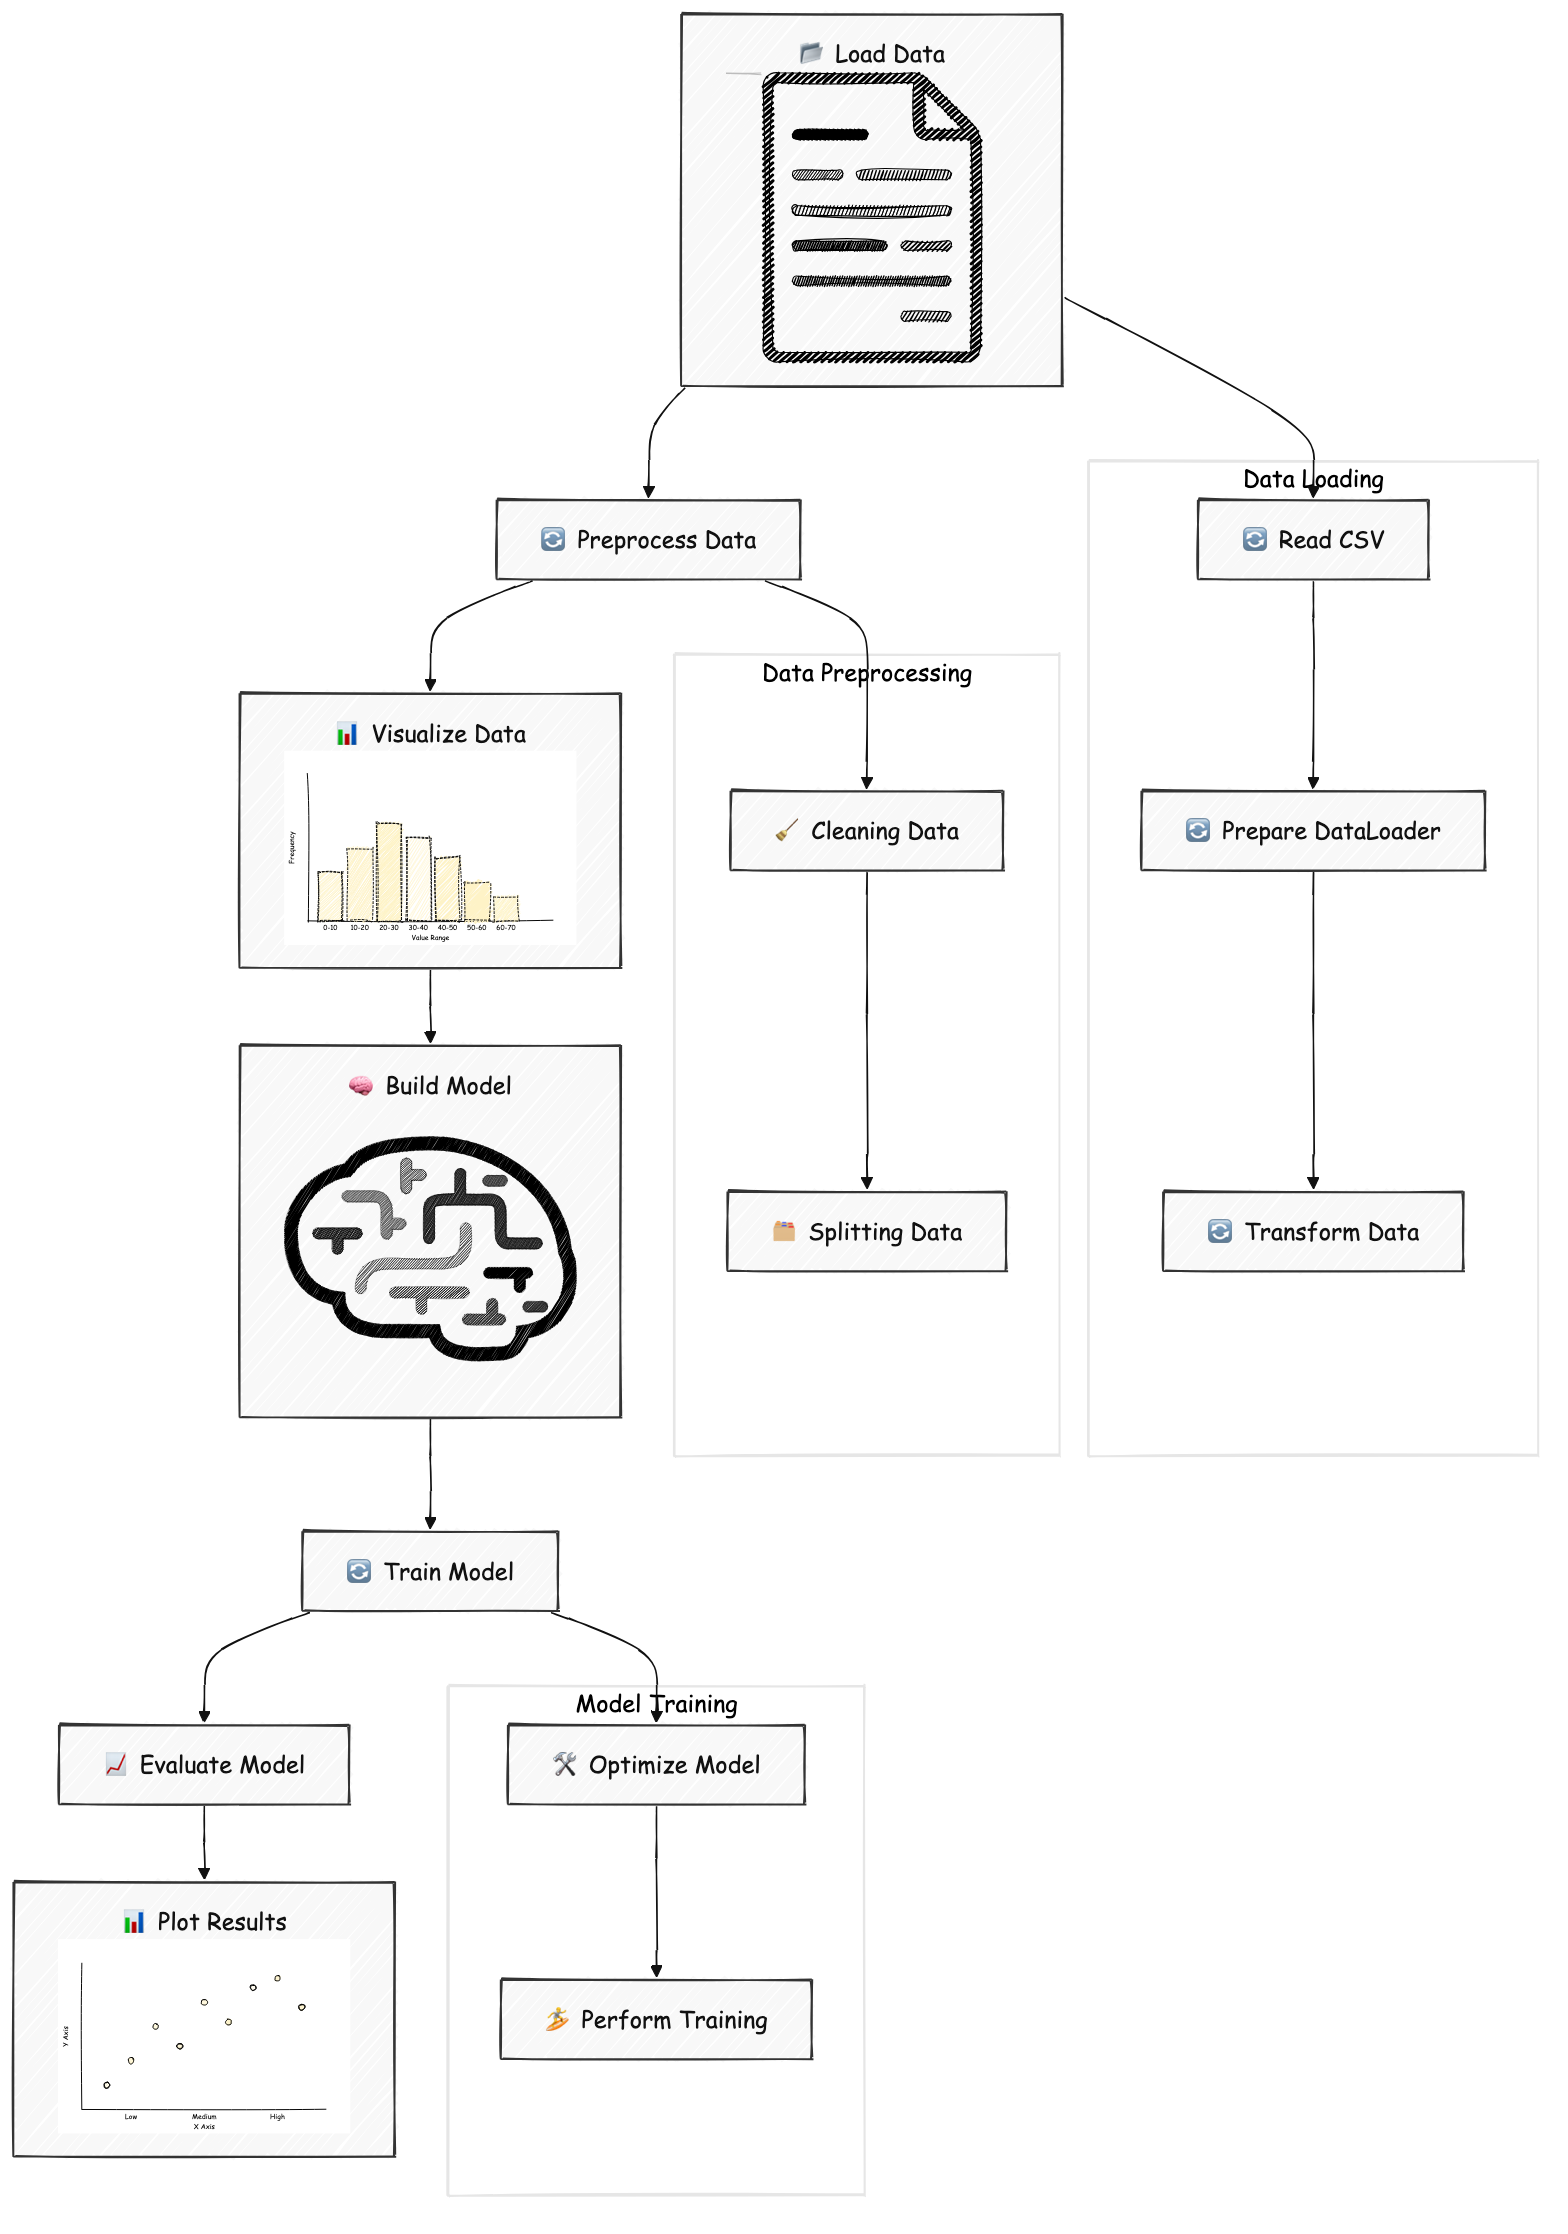 Load Data
Data Loading
Preprocess Data
Read CSV
Data Preprocessing
Visualize Data
Frequency
0-10 10-20 20-30 30-40 40-50 50-60 60-70
Value Range
Cleaning Data
Prepare DataLoader
Build Model
Splitting Data
Transform Data
Train Model
Model Training
Evaluate Model
Optimize Model
Plot Results
Y Axis
Low Medium High
X Axis
Perform Training